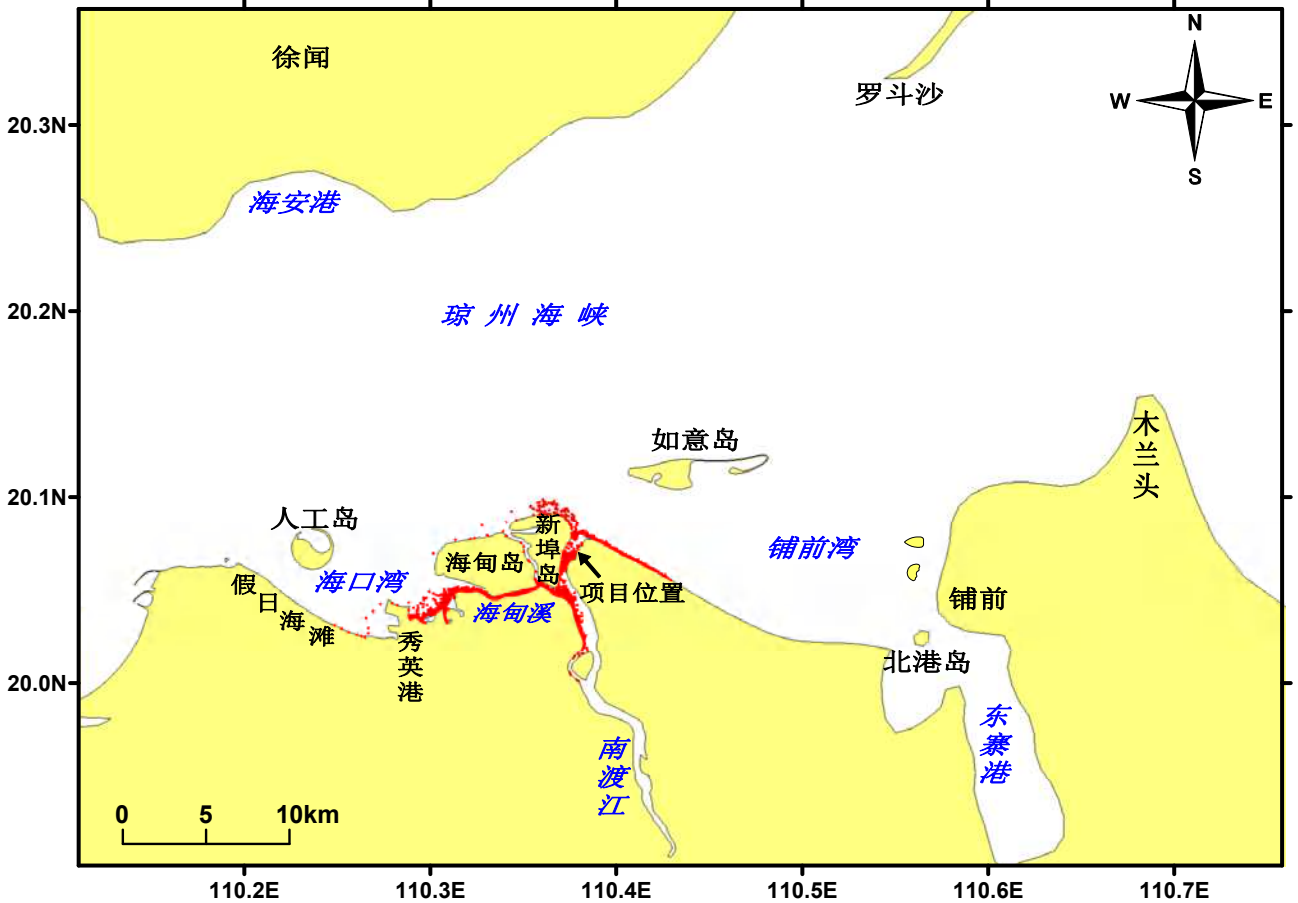 N
徐闻
罗斗沙
W
E
20.3N
S
海安港
20.2N
琼州海峡
木兰头
如意岛
20.1N
人工岛
新埠岛
铺前湾
海甸岛
海口湾
假日海滩
项目位置
铺前
海甸溪
秀英港
北港岛
20.0N
东寨港
南渡江
0 5 10km
110.2E 110.3E 110.4E 110.5E 110.6E 110.7E